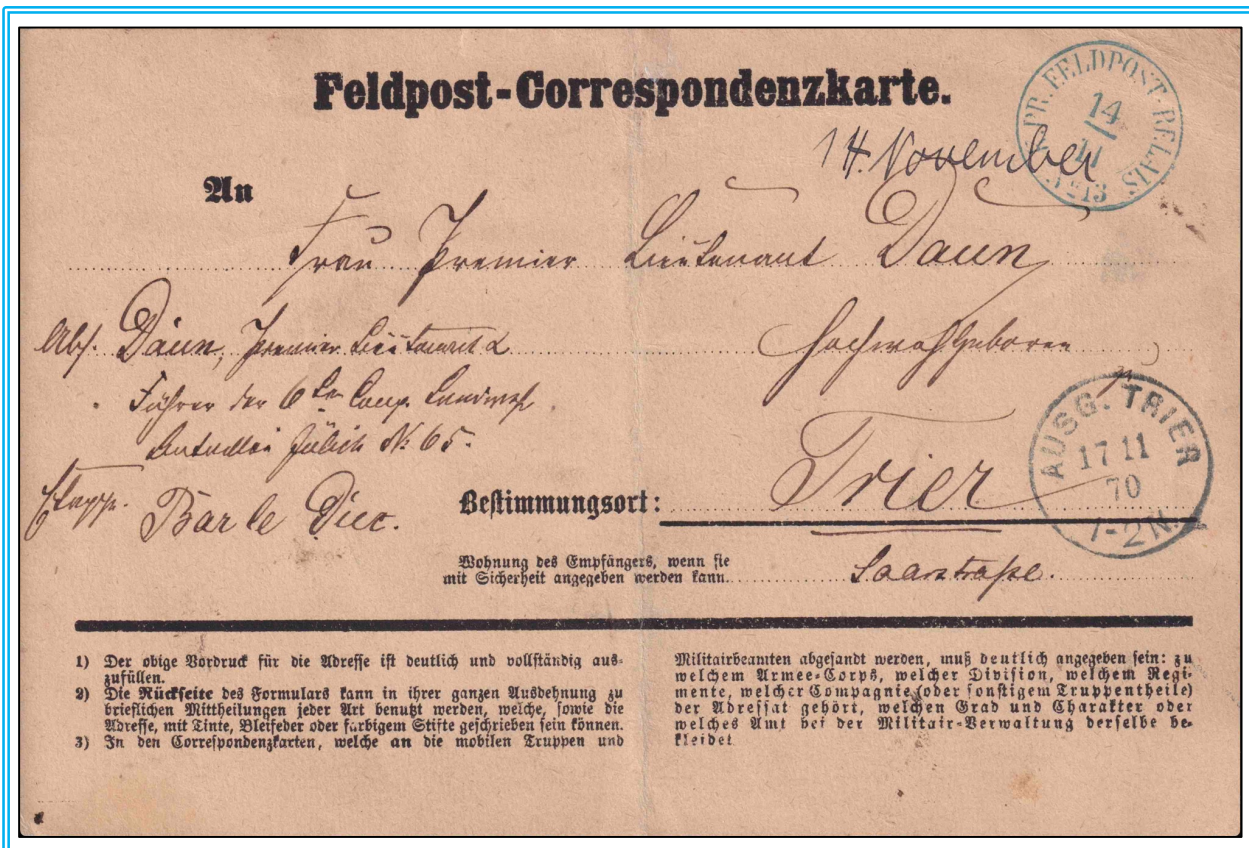 Feldpost-Correspondenzkarte.
K. PR. FELDPOST-RELAIS
14/11
No 13
14. November
An
Frau Premier Lieutenant Daun
Hochwohlgeboren
Abs. Daun, Premier Lieutenant &
Führer der 6ten Comp. Landwehr
Bataillon Jülich № 65.
Etappe. Bar le Duc.
Bestimmungsort: Trier
AUSG. TRIER
17 11
70
1-2 N.
Wohnung des Empfängers, wenn sie
mit Sicherheit angegeben werden kann. Saarstraße.
1) Der obige Vordruck für die Adresse ist deutlich und vollständig aus-
zufüllen.
2) Die Rückseite des Formulars kann in ihrer ganzen Ausdehnung zu
brieflichen Mittheilungen jeder Art benutzt werden, welche, sowie die
Adresse, mit Tinte, Bleifeder oder farbigem Stifte geschrieben sein können.
3) In den Correspondenzkarten, welche an die mobilen Truppen und
Militairbeamten abgesandt werden, muß deutlich angegeben sein: zu
welchem Armee-Corps, welcher Division, welchem Regi-
mente, welcher Compagnie (oder sonstigem Truppentheile)
der Adressat gehört, welchen Grad und Charakter oder
welches Amt bei der Militair-Verwaltung derselbe be-
kleidet